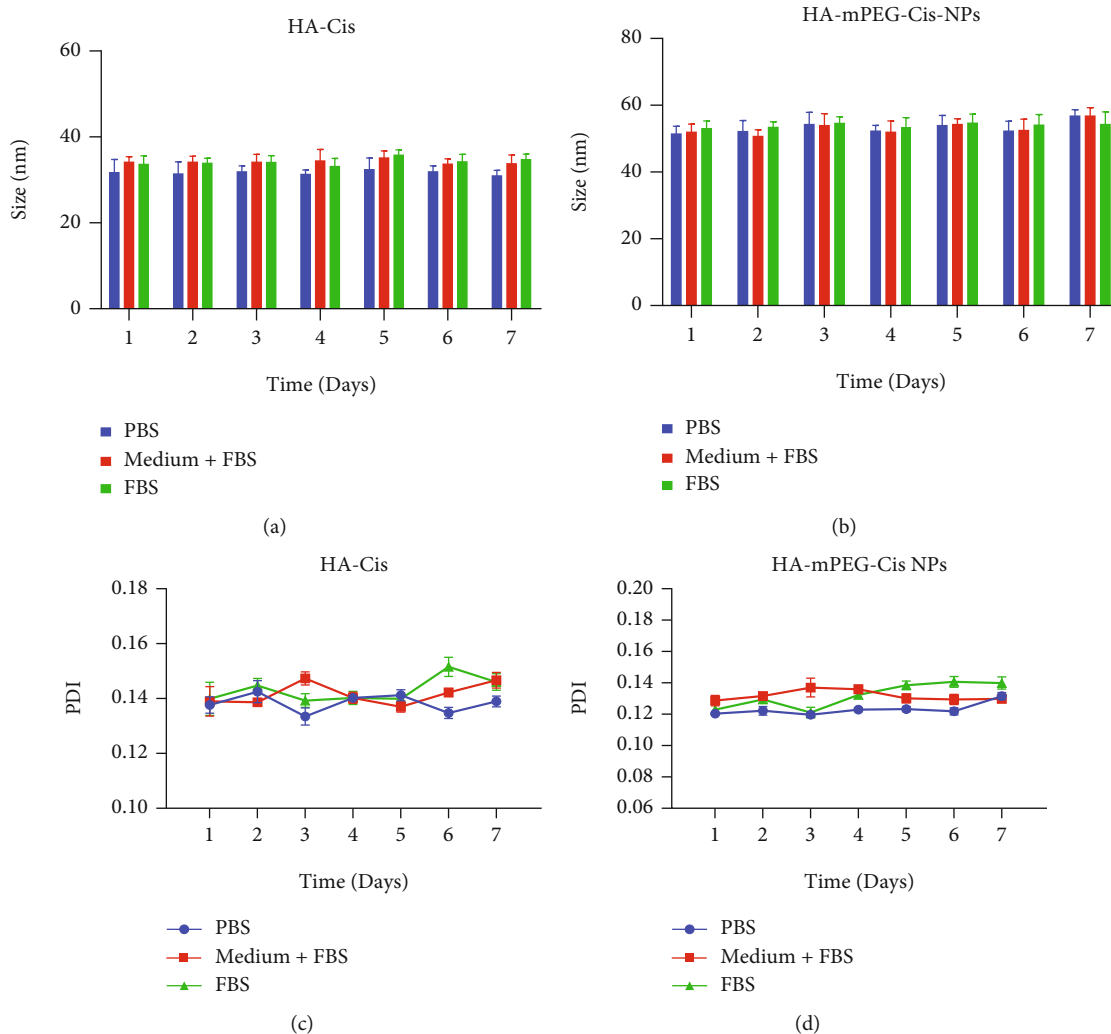 HA-Cis
60
40
20
0
Size (nm)
1 2 3 4 5 6 7
Time (Days)
PBS
Medium + FBS
FBS
(a)
HA-mPEG-Cis-NPs
80
60
40
20
0
Size (nm)
1 2 3 4 5 6 7
Time (Days)
PBS
Medium + FBS
FBS
(b)
HA-Cis
0.18
0.16
0.14
0.12
0.10
PDI
1 2 3 4 5 6 7
Time (Days)
PBS
Medium + FBS
FBS
(c)
HA-mPEG-Cis NPs
0.20
0.18
0.16
0.14
0.12
0.10
0.08
0.06
PDI
1 2 3 4 5 6 7
Time (Days)
PBS
Medium + FBS
FBS
(d)